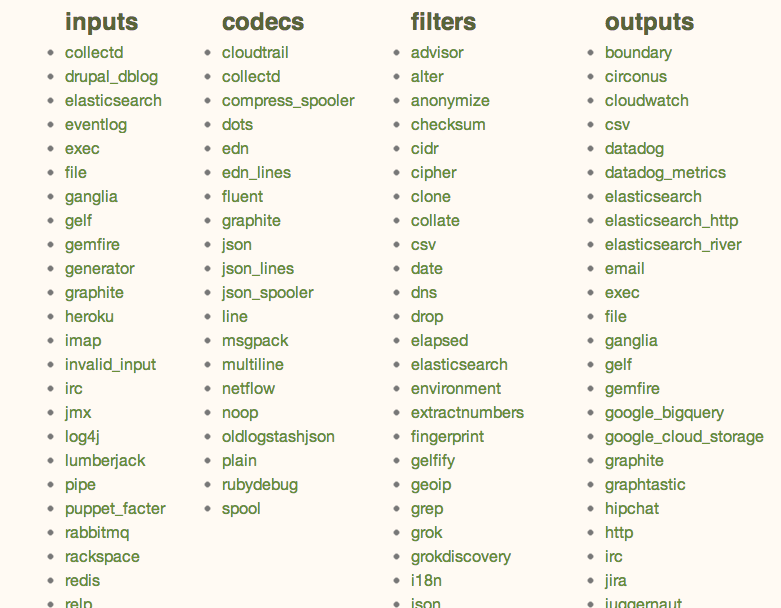 inputs
collectd
drupal_dblog
elasticsearch
eventlog
exec
file
ganglia
gelf
gemfire
generator
graphite
heroku
imap
invalid_input
irc
jmx
log4j
lumberjack
pipe
puppet_facter
rabbitmq
rackspace
redis
relp
codecs
cloudtrail
collectd
compress_spooler
dots
edn
edn_lines
fluent
graphite
json
json_lines
json_spooler
line
msgpack
multiline
netflow
noop
oldlogstashjson
plain
rubydebug
spool
filters
advisor
alter
anonymize
checksum
cidr
cipher
clone
collate
csv
date
dns
drop
elapsed
elasticsearch
environment
extractnumbers
fingerprint
gelfify
geoip
grep
grok
grokdiscovery
i18n
json
outputs
boundary
circonus
cloudwatch
csv
datadog
datadog_metrics
elasticsearch
elasticsearch_http
elasticsearch_river
email
exec
file
ganglia
gelf
gemfire
google_bigquery
google_cloud_storage
graphite
graphtastic
hipchat
http
irc
jira
juggernaut